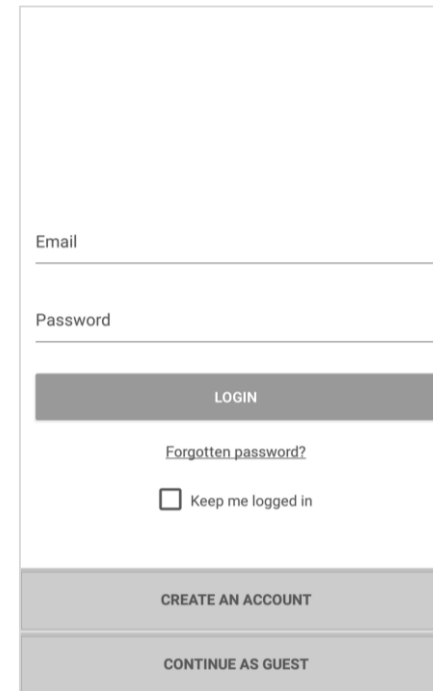 Email
Password
LOGIN
Forgotten password?
Keep me logged in
CREATE AN ACCOUNT
CONTINUE AS GUEST